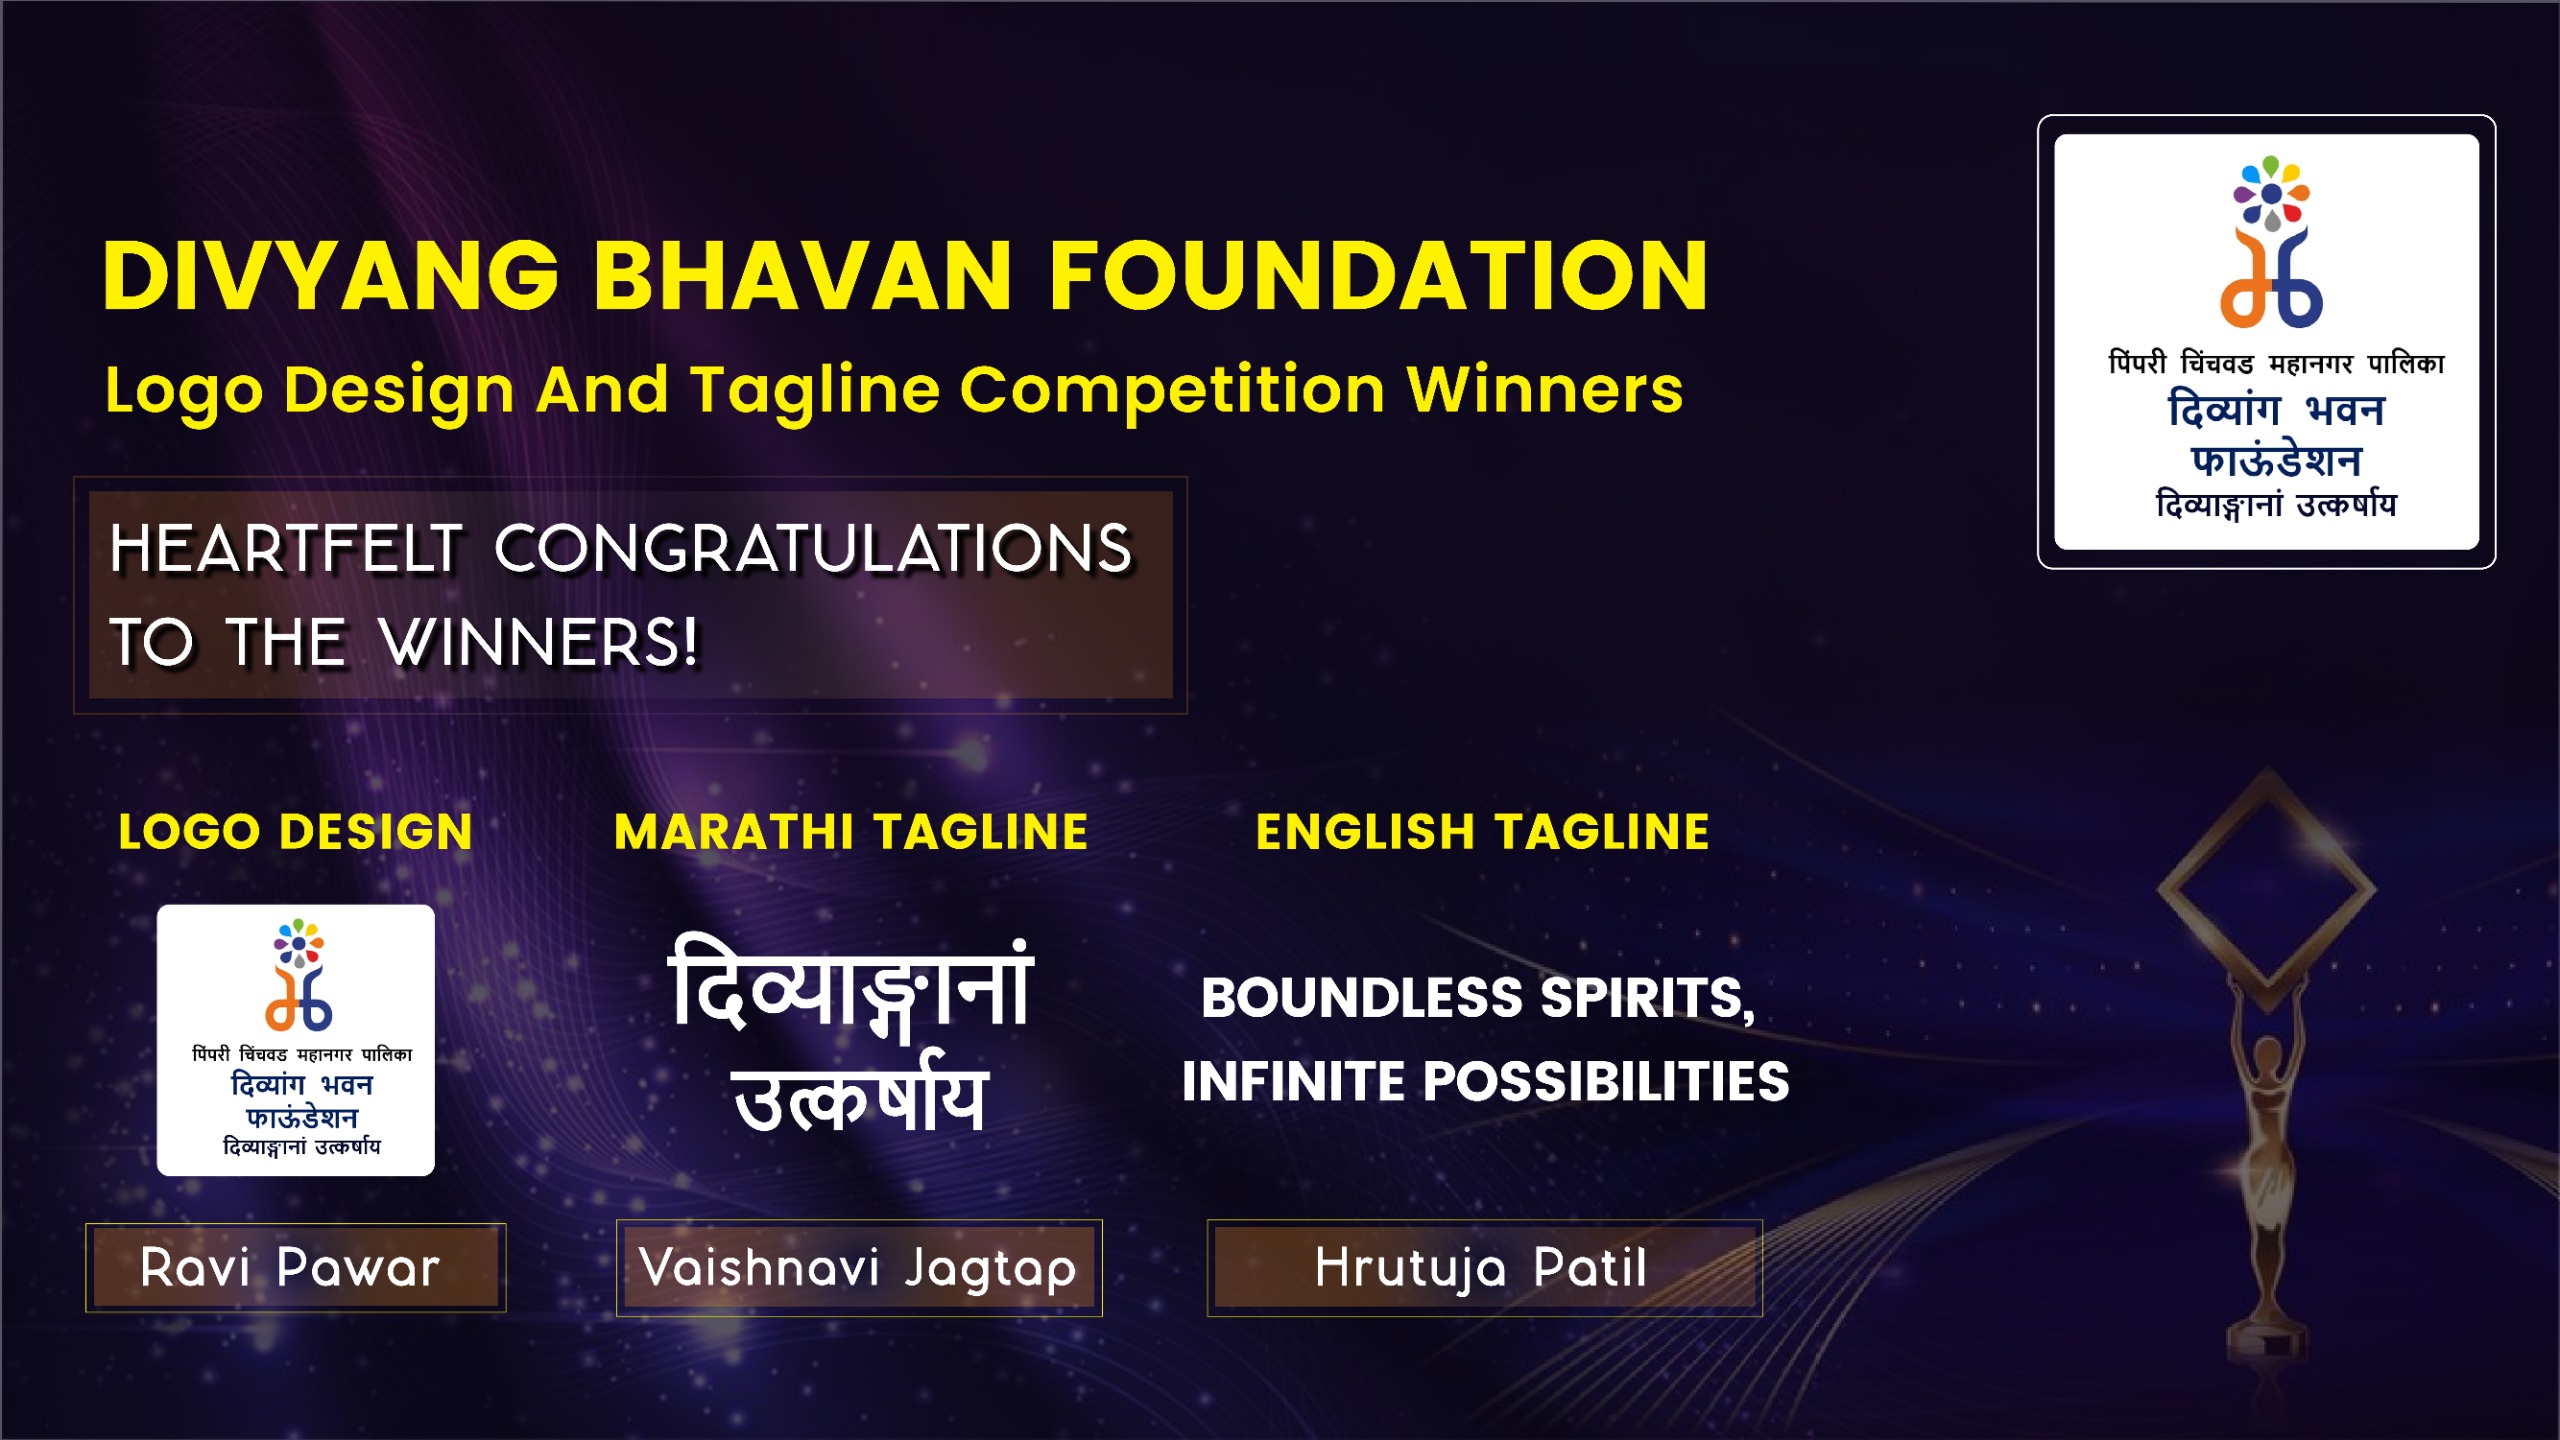 DIVYANG BHAVAN FOUNDATION
Logo Design And Tagline Competition Winners
पिंपरी चिंचवड महानगर पालिका
दिव्यांग भवन
फाऊंडेशन
दिव्याङ्गानां उत्कर्षाय
HEARTFELT CONGRATULATIONS
TO THE WINNERS!
LOGO DESIGN
पिंपरी चिंचवड महानगर पालिका
दिव्यांग भवन
फाऊंडेशन
दिव्याङ्गानां उत्कर्षाय
Ravi Pawar
MARATHI TAGLINE
दिव्याङ्गानां
उत्कर्षाय
Vaishnavi Jagtap
ENGLISH TAGLINE
BOUNDLESS SPIRITS,
INFINITE POSSIBILITIES
Hrutuja Patil